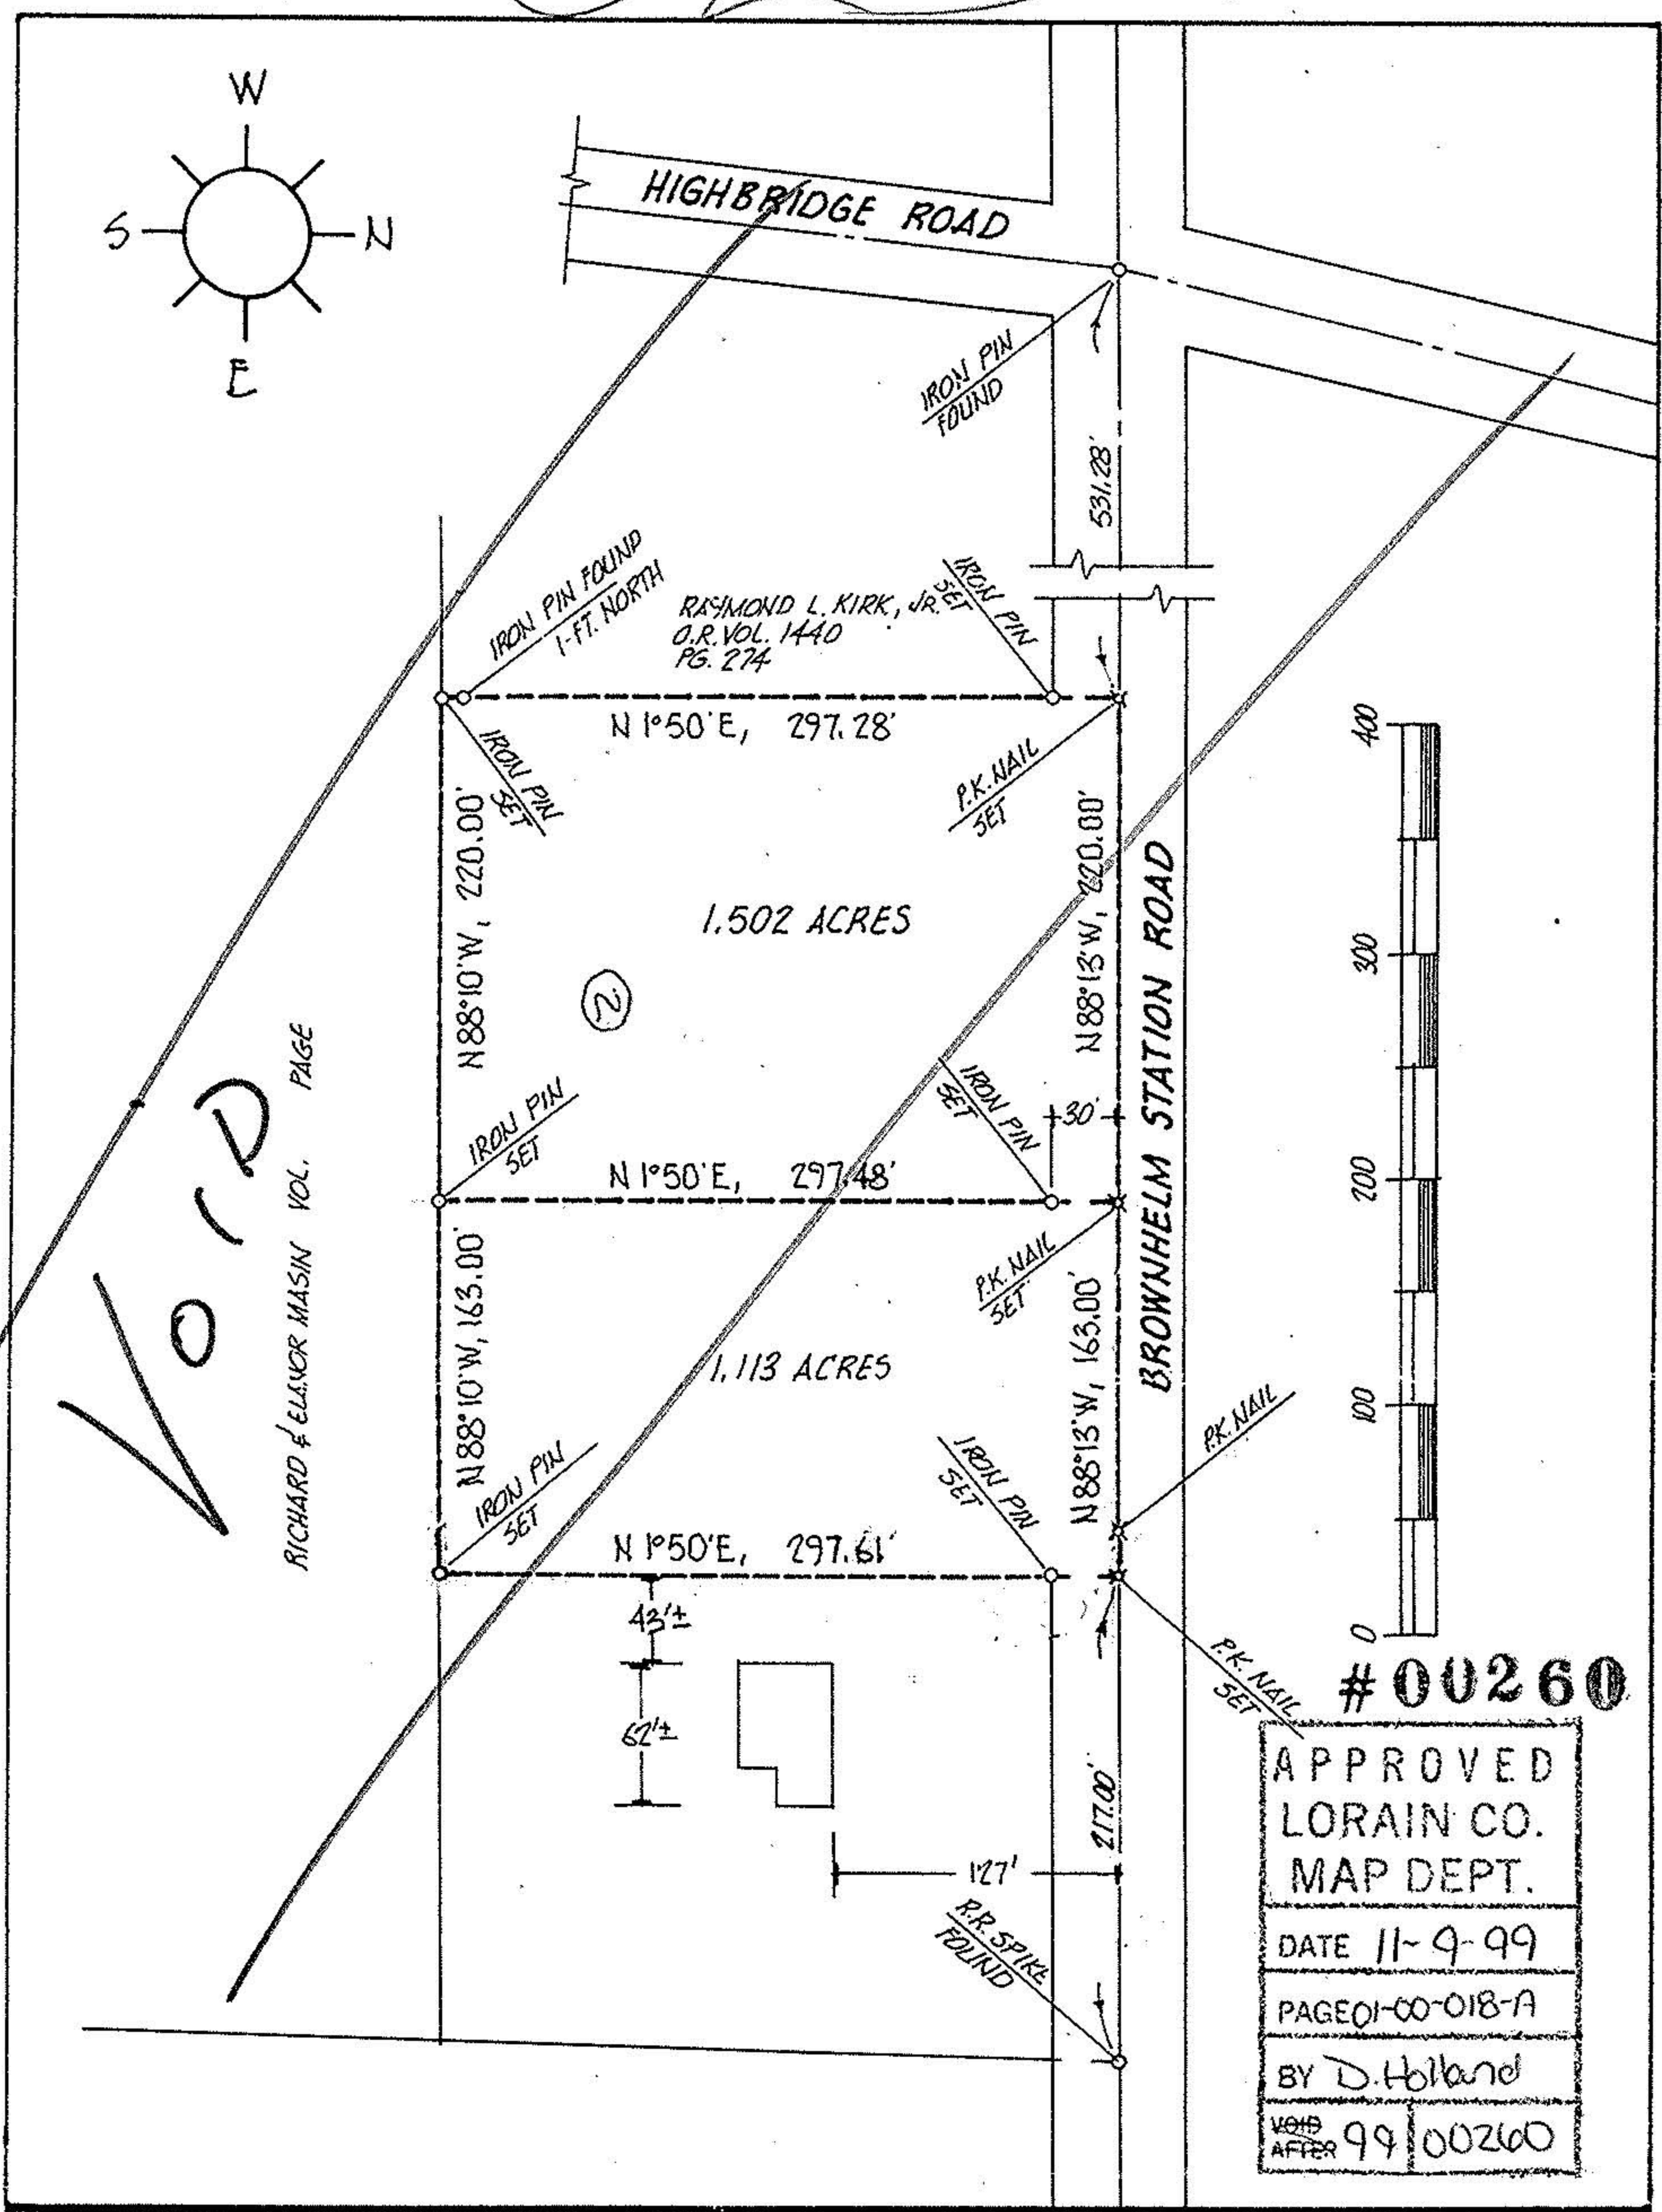 W
S
N
E
HIGHBRIDGE ROAD
IRON PIN
FOUND
531.28'
IRON PIN FOUND
1-FT. NORTH
RAYMOND L. KIRK, JR.
O.R. VOL. 1440
PG. 274
IRON PIN
SET
N 1°50'E, 297.28'
IRON PIN
SET
P.K. NAIL
SET
N88°10'W, 220.00'
1.502 ACRES
N88°13'W, 220.00'
2
BROWNHELM STATION ROAD
VOID
RICHARD & ELANOR MASIN VOL. PAGE
IRON PIN
SET
IRON PIN
SET
30'
N 1°50'E, 297.48'
P.K. NAIL
SET
N88°10'W, 163.00'
1.113 ACRES
N88°13'W, 163.00'
P.K. NAIL
IRON PIN
SET
IRON PIN
SET
N 1°50'E, 297.61'
43'±
62'±
P.K. NAIL
SET
217.00'
127'
R.R. SPIKE
FOUND
400
300
200
100
0
#00260
APPROVED
LORAIN CO.
MAP DEPT.
DATE 11-9-99
PAGE 01-00-018-A
BY D. Holland
VOID
AFTER 99 00260